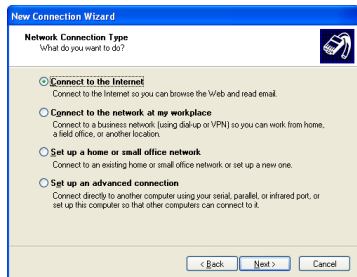 New Connection Wizard
Network Connection Type
What do you want to do?
Connect to the Internet
Connect to the Internet so you can browse the Web and read email.
Connect to the network at my workplace
Connect to a business network (using dial-up or VPN) so you can work from home,
a field office, or another location.
Set up a home or small office network
Connect to an existing home or small office network or set up a new one.
Set up an advanced connection
Connect directly to another computer using your serial, parallel, or infrared port, or
set up this computer so that other computers can connect to it.
< Back Next > Cancel